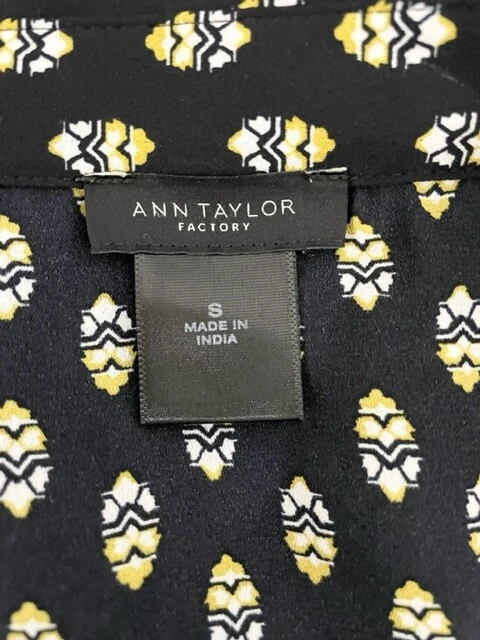 ANN TAYLOR
FACTORY
S
MADE IN
INDIA